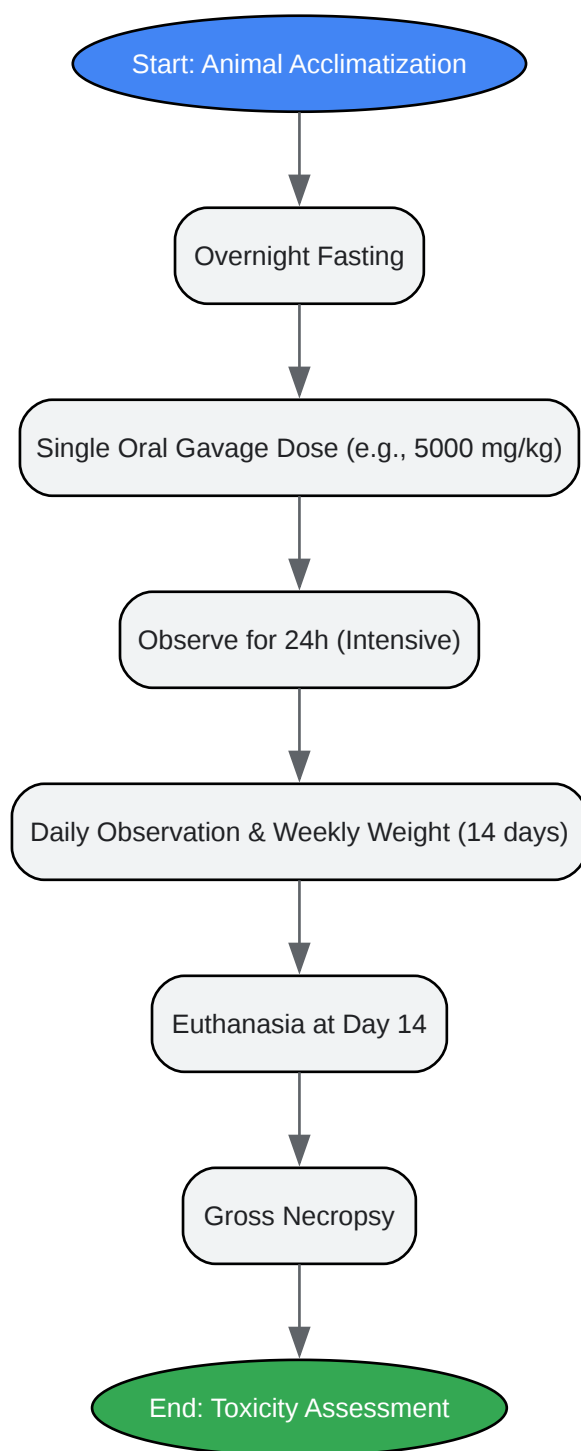 Start: Animal Acclimatization
Overnight Fasting
Single Oral Gavage Dose (e.g., 5000 mg/kg)
Observe for 24h (Intensive)
Daily Observation & Weekly Weight (14 days)
Euthanasia at Day 14
Gross Necropsy
End: Toxicity Assessment